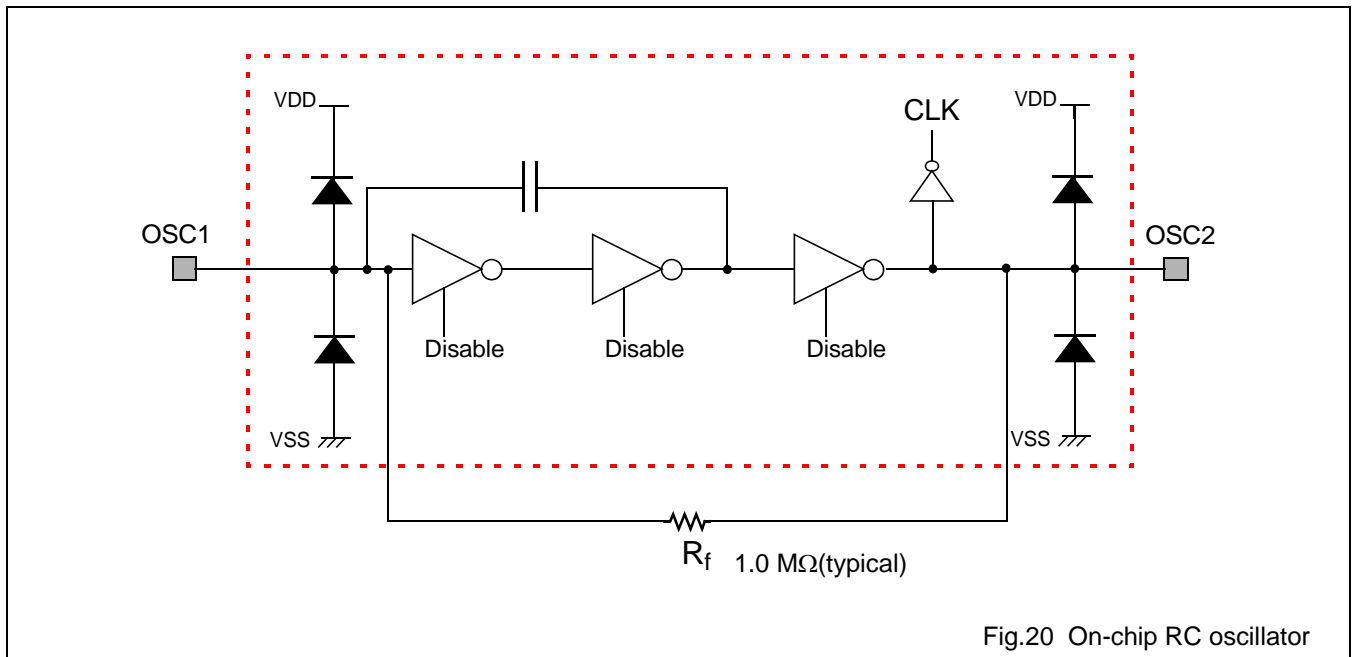 VDD
CLK
VDD
OSC1
OSC2
Disable
Disable
Disable
VSS
VSS
Rf 1.0 MΩ(typical)
Fig.20 On-chip RC oscillator